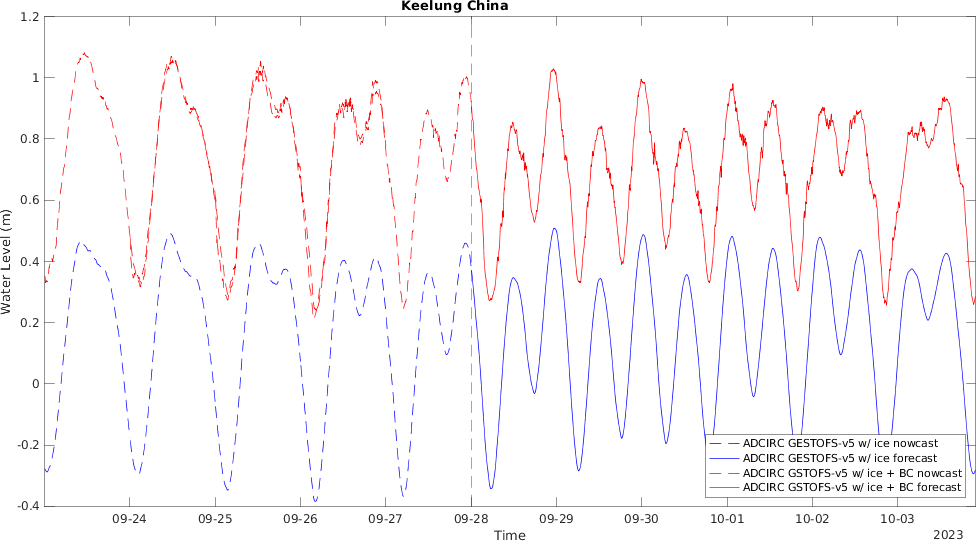 Keelung China
1.2
1
0.8
0.6
0.4
0.2
0
-0.2
-0.4
Water Level (m)
ADCIRC GESTOFS-v5 w/ ice nowcast
ADCIRC GESTOFS-v5 w/ ice forecast
ADCIRC GSTOFS-v5 w/ ice + BC nowcast
ADCIRC GSTOFS-v5 w/ ice + BC forecast
09-24 09-25 09-26 09-27 09-28 09-29 09-30 10-01 10-02 10-03
Time
2023